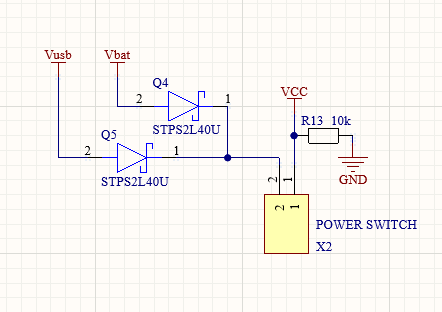 Vusb
Vbat
Q4
2
1
STPS2L40U
VCC
R13 10k
Q5
2
1
STPS2L40U
GND
2
1
2
1
POWER SWITCH
X2